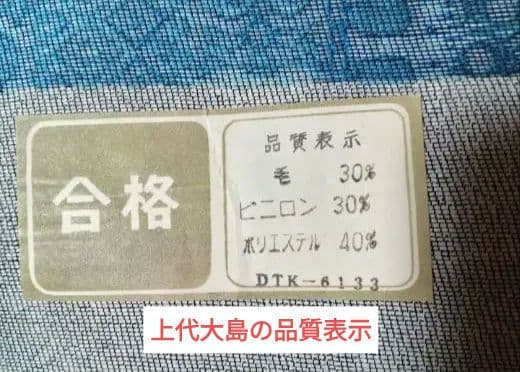 合格
品質表示
毛 30%
ビニロン 30%
ポリエステル 40%
DTK-6133
上代大島の品質表示